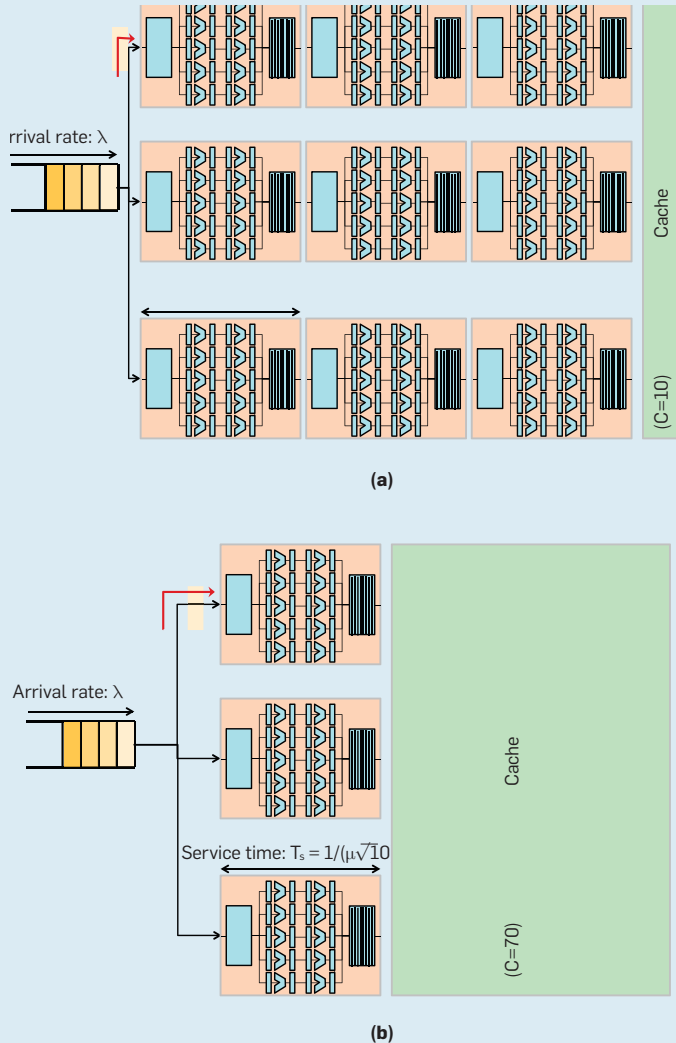 rrival rate: λ
Cache
(C=10)
(a)
Arrival rate: λ
Cache
Service time: Tₛ = 1/(μ√10
(C=70)
(b)